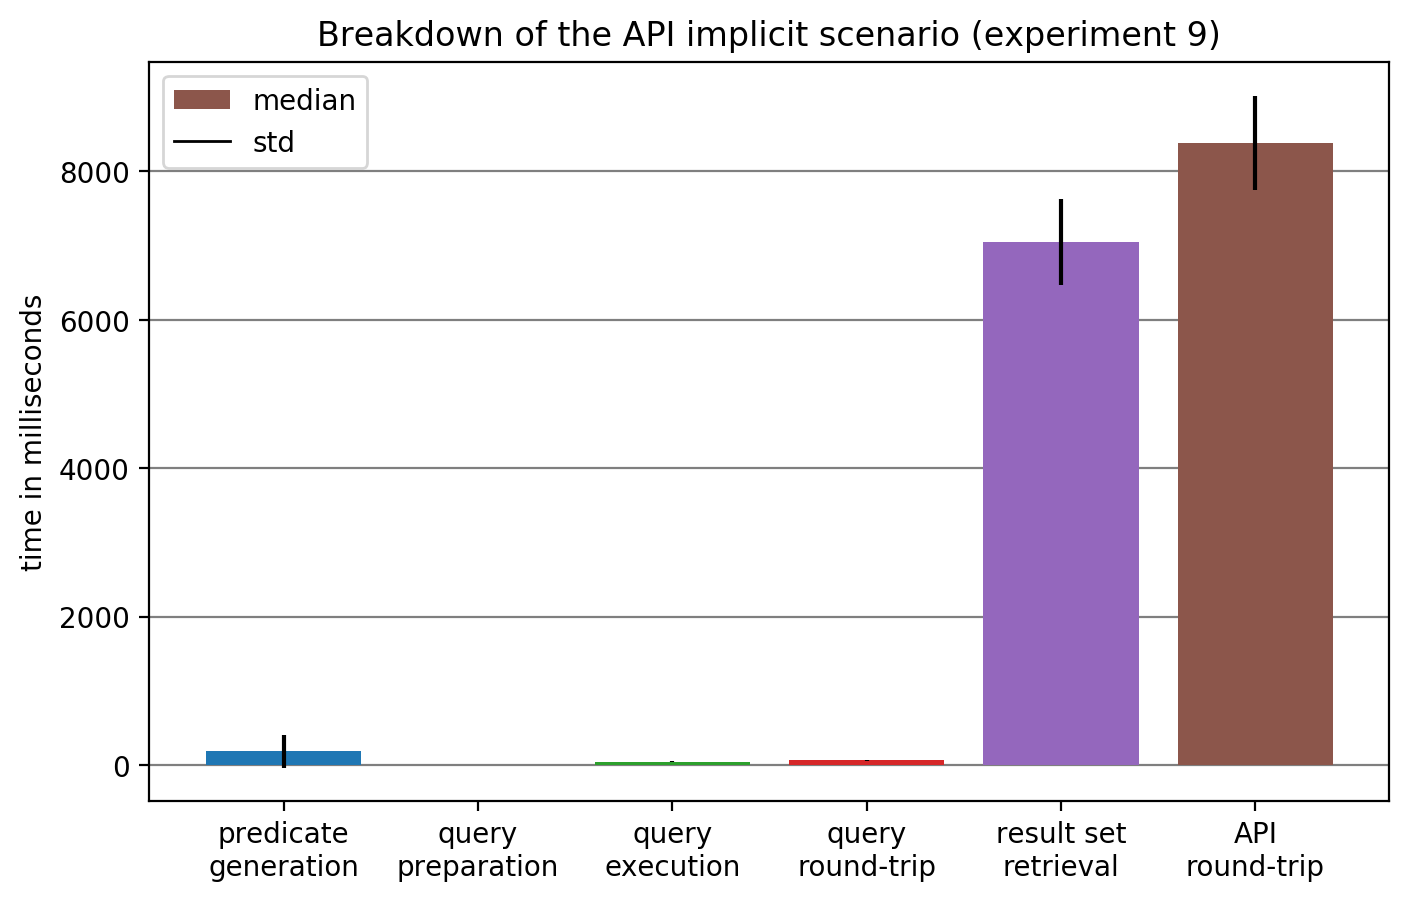 Breakdown of the API implicit scenario (experiment 9)
median
std
time in milliseconds
8000
6000
4000
2000
0
predicate
generation
query
preparation
query
execution
query
round-trip
result set
retrieval
API
round-trip